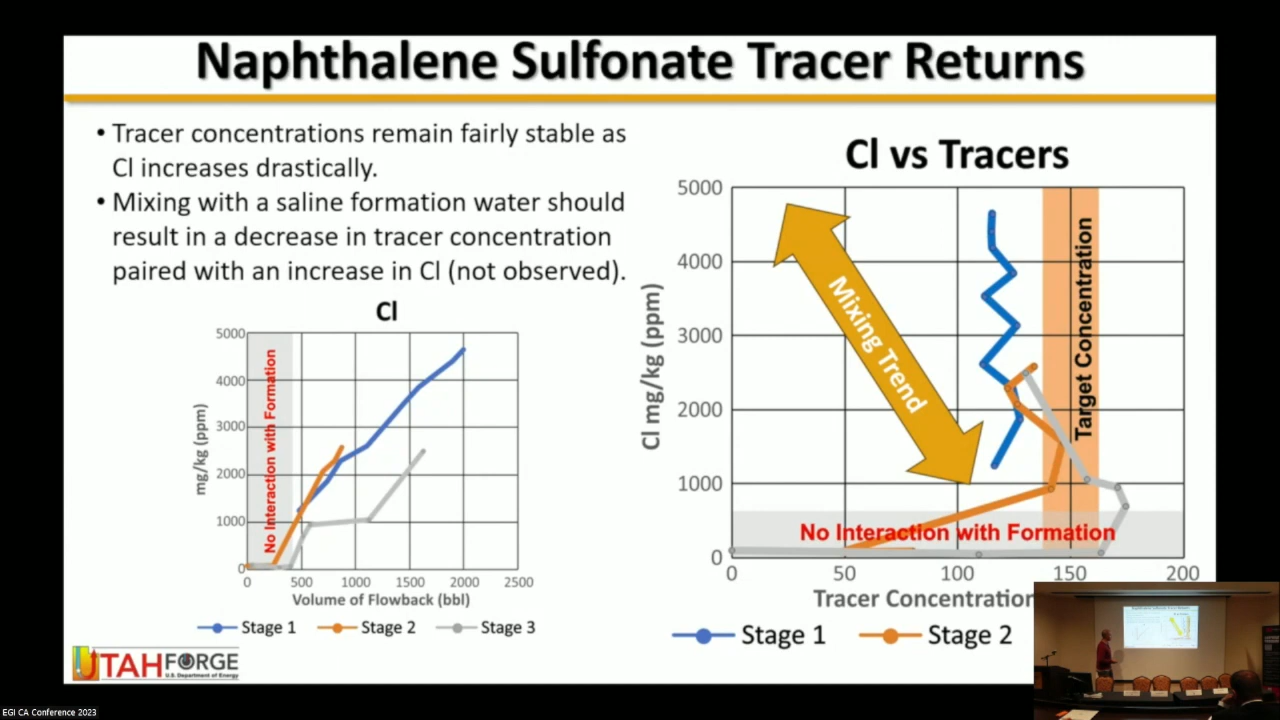 Naphthalene Sulfonate Tracer Returns
• Tracer concentrations remain fairly stable as
Cl increases drastically.
• Mixing with a saline formation water should
result in a decrease in tracer concentration
paired with an increase in Cl (not observed).
Cl
5000
4000
3000
2000
1000
0
mg/kg (ppm)
No Interaction with Formation
0 500 1000 1500 2000 2500
Volume of Flowback (bbl)
Stage 1 Stage 2 Stage 3
Cl vs Tracers
5000
4000
3000
2000
1000
0
Cl mg/kg (ppm)
Mixing Trend
Target Concentration
No Interaction with Formation
0 50 100 150 200
Tracer Concentration
Stage 1 Stage 2
UTAH FORGE
U.S. Department of Energy
EGI CA Conference 2023